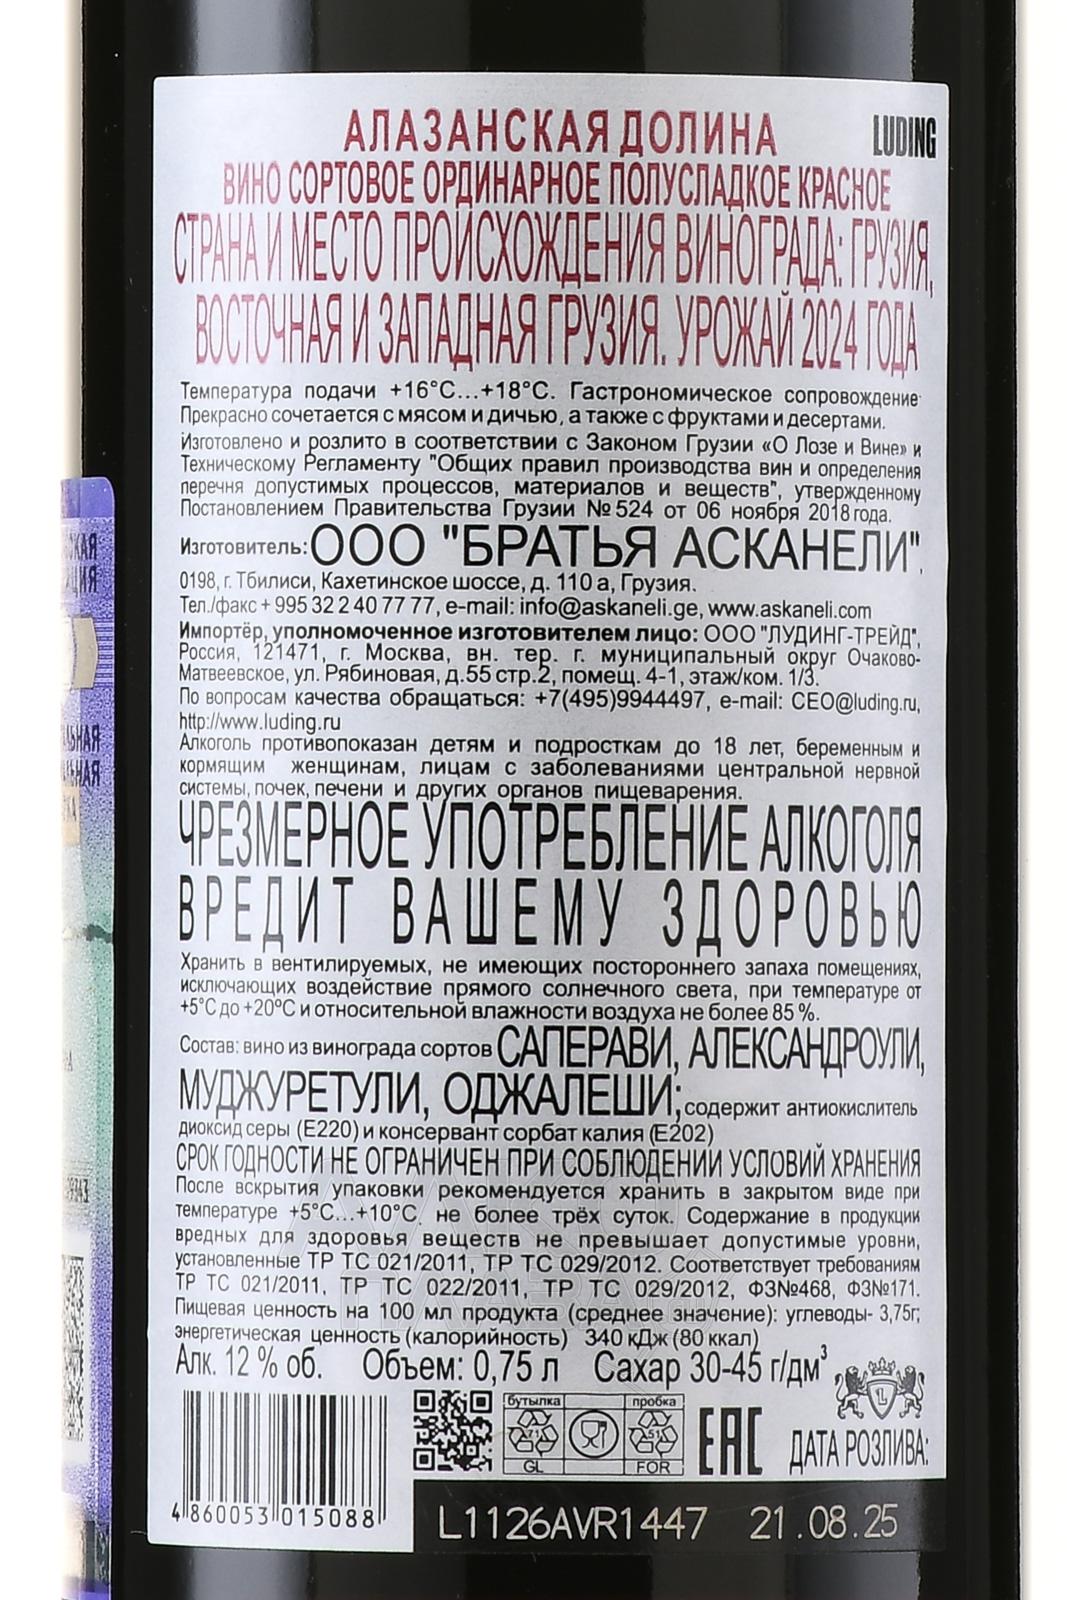 АЛАЗАНСКАЯ ДОЛИНА
LUDING
ВИНО СОРТОВОЕ ОРДИНАРНОЕ ПОЛУСЛАДКОЕ КРАСНОЕ
СТРАНА И МЕСТО ПРОИСХОЖДЕНИЯ ВИНОГРАДА: ГРУЗИЯ,
ВОСТОЧНАЯ И ЗАПАДНАЯ ГРУЗИЯ. УРОЖАЙ 2024 ГОДА
Температура подачи +16°C...+18°C. Гастрономическое сопровождение
Прекрасно сочетается с мясом и дичью, а также с фруктами и десертами.
Изготовлено и розлито в соответствии с Законом Грузии «О Лозе и Вине» и
Техническому Регламенту "Общих правил производства вин и определения
перечня допустимых процессов, материалов и веществ", утвержденному
Постановлением Правительства Грузии №524 от 06 ноября 2018 года.
Изготовитель: ООО "БРАТЬЯ АСКАНЕЛИ",
0198, г. Тбилиси, Кахетинское шоссе, д. 110 а, Грузия.
Тел./факс + 995 32 2 40 77 77, e-mail: info@askaneli.ge, www.askaneli.com
Импортёр, уполномоченное изготовителем лицо: ООО "ЛУДИНГ-ТРЕЙД",
Россия, 121471, г. Москва, вн. тер. г. муниципальный округ Очаково-
Матвеевское, ул. Рябиновая, д.55 стр.2, помещ. 4-1, этаж/ком. 1/3.
По вопросам качества обращаться: +7(495)9944497, e-mail: CEO@luding.ru,
http://www.luding.ru
Алкоголь противопоказан детям и подросткам до 18 лет, беременным и
кормящим женщинам, лицам с заболеваниями центральной нервной
системы, почек, печени и других органов пищеварения.
ЧРЕЗМЕРНОЕ УПОТРЕБЛЕНИЕ АЛКОГОЛЯ
ВРЕДИТ ВАШЕМУ ЗДОРОВЬЮ
Хранить в вентилируемых, не имеющих постороннего запаха помещениях,
исключающих воздействие прямого солнечного света, при температуре от
+5°C до +20°C и относительной влажности воздуха не более 85 %.
Состав: вино из винограда сортов САПЕРАВИ, АЛЕКСАНДРОУЛИ,
МУДЖУРЕТУЛИ, ОДЖАЛЕШИ; содержит антиокислитель
диоксид серы (E220) и консервант сорбат калия (E202)
СРОК ГОДНОСТИ НЕ ОГРАНИЧЕН ПРИ СОБЛЮДЕНИИ УСЛОВИЙ ХРАНЕНИЯ
После вскрытия упаковки рекомендуется хранить в закрытом виде при
температуре +5°C...+10°C, не более трёх суток. Содержание в продукции
вредных для здоровья веществ не превышает допустимые уровни,
установленные ТР ТС 021/2011, ТР ТС 029/2012. Соответствует требованиям
ТР ТС 021/2011, ТР ТС 022/2011, ТР ТС 029/2012, ФЗ№468, ФЗ№171.
Пищевая ценность на 100 мл продукта (среднее значение): углеводы- 3,75г;
энергетическая ценность (калорийность) 340 кДж (80 ккал)
Алк. 12 % об. Объем: 0,75 л Сахар 30-45 г/дм³
бутылка пробка
71 51
GL FOR
EAC
ДАТА РОЗЛИВА:
4 860053 015088
L1126AVR1447 21.08.25